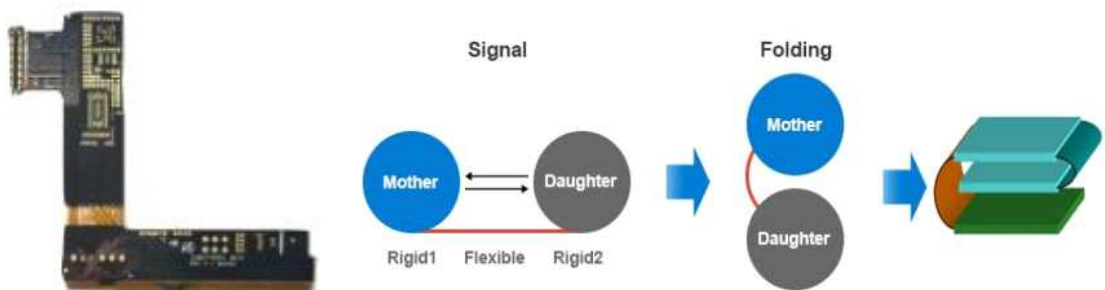 Signal
Folding
Mother
Daughter
Rigid1 Flexible Rigid2
Mother
Daughter